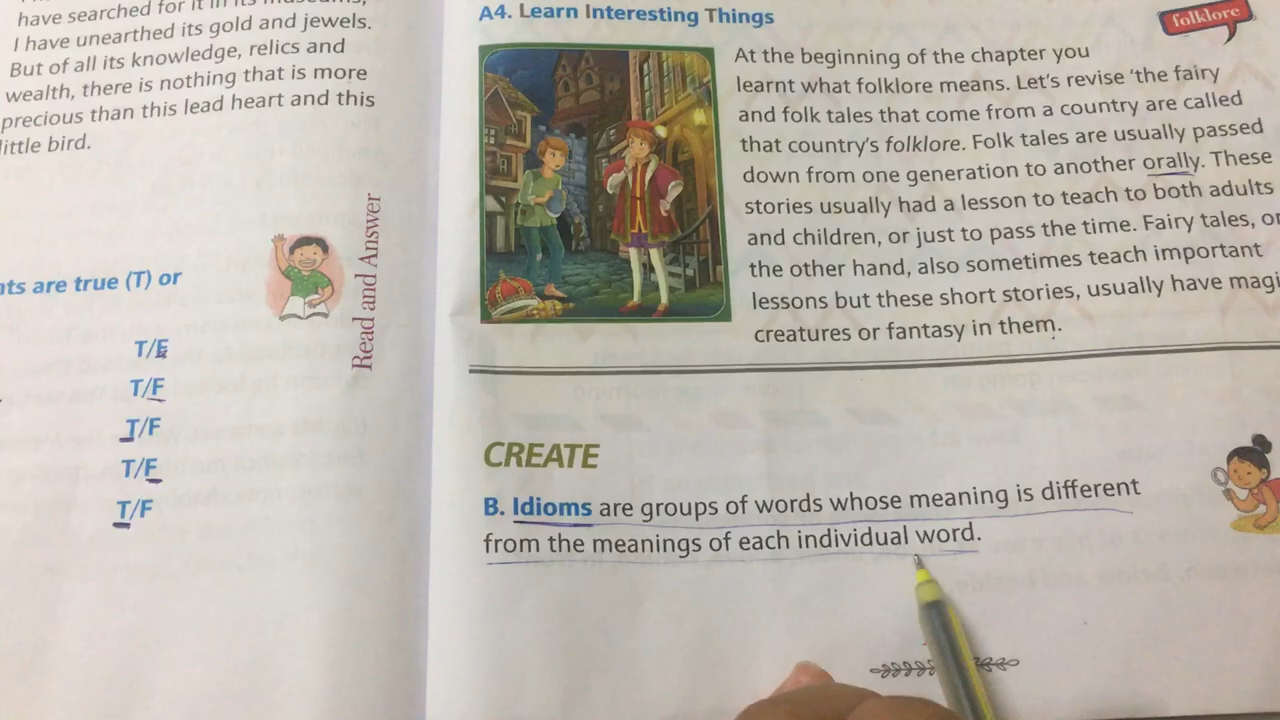 have searched for it in its museums,
I have unearthed its gold and jewels.
But of all its knowledge, relics and
wealth, there is nothing that is more
precious than this lead heart and this
little bird.
Read and Answer
nts are true (T) or
T/F
T/F
T/F
T/F
T/F
A4. Learn Interesting Things
folklore
At the beginning of the chapter you
learnt what folklore means. Let's revise 'the fairy
and folk tales that come from a country are called
that country's folklore. Folk tales are usually passed
down from one generation to another orally. These
stories usually had a lesson to teach to both adults
and children, or just to pass the time. Fairy tales, on
the other hand, also sometimes teach important
lessons but these short stories, usually have magi
creatures or fantasy in them.
CREATE
B. Idioms are groups of words whose meaning is different
from the meanings of each individual word.